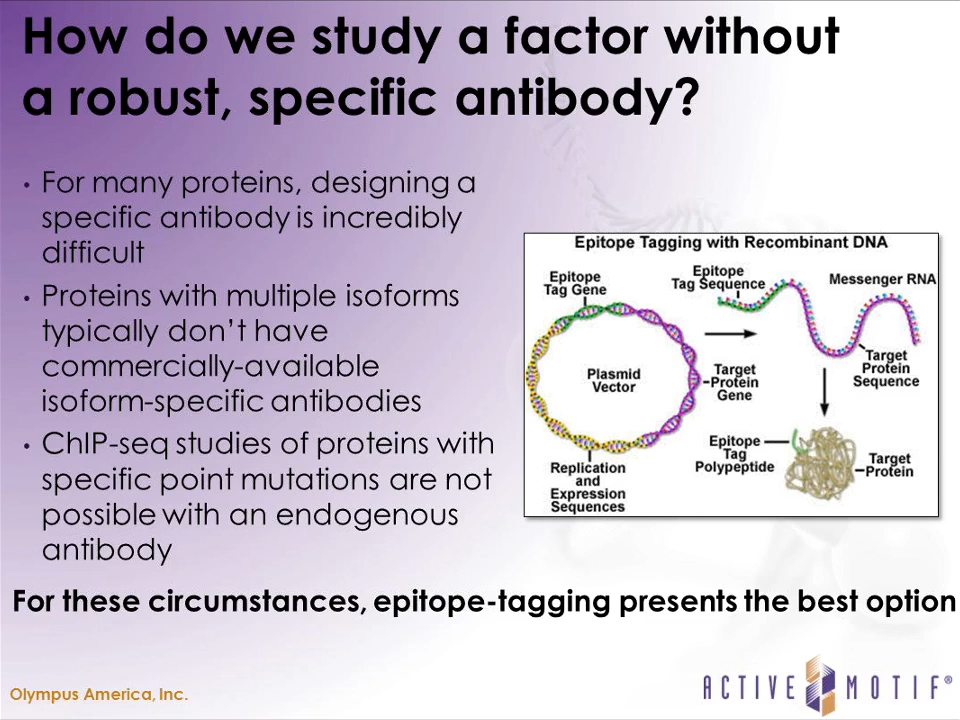 How do we study a factor without
a robust, specific antibody?
• For many proteins, designing a
specific antibody is incredibly
difficult
• Proteins with multiple isoforms
typically don’t have
commercially-available
isoform-specific antibodies
• ChIP-seq studies of proteins with
specific point mutations are not
possible with an endogenous
antibody
Epitope Tagging with Recombinant DNA
Epitope
Tag Gene
Plasmid
Vector
Target
Protein
Gene
Replication
and
Expression
Sequences
Epitope
Tag Sequence
Messenger RNA
Target
Protein
Sequence
Epitope
Tag
Polypeptide
Target
Protein
For these circumstances, epitope-tagging presents the best option
Olympus America, Inc.
ACTIVE MOTIF®